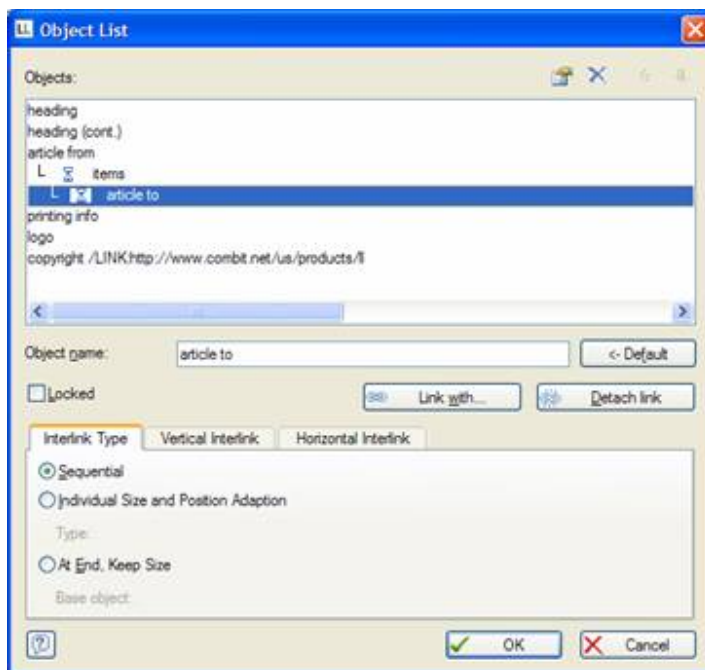 LL Object List
Objects:
heading
heading (cont.)
article from
items
article to
printing info
logo
copyright /LINK:http://www.combit.net/us/products/ll
Object name: article to <- Default
Locked Link with... Detach link
Interlink Type Vertical Interlink Horizontal Interlink
Sequential
Individual Size and Position Adaption
Type:
At End, Keep Size
Base object:
OK Cancel